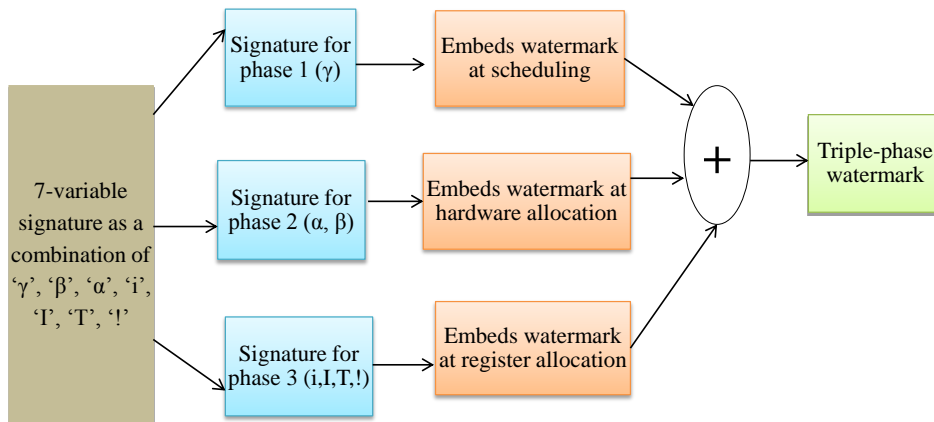 7-variable
signature as a
combination of
‘γ’, ‘β’, ‘α’, ‘i’,
‘I’, ‘T’, ‘!’
Signature for
phase 1 (γ)
Embeds watermark
at scheduling
Signature for
phase 2 (α, β)
Embeds watermark at
hardware allocation
Signature for
phase 3 (i,I,T,!)
Embeds watermark
at register allocation
+
Triple-phase
watermark